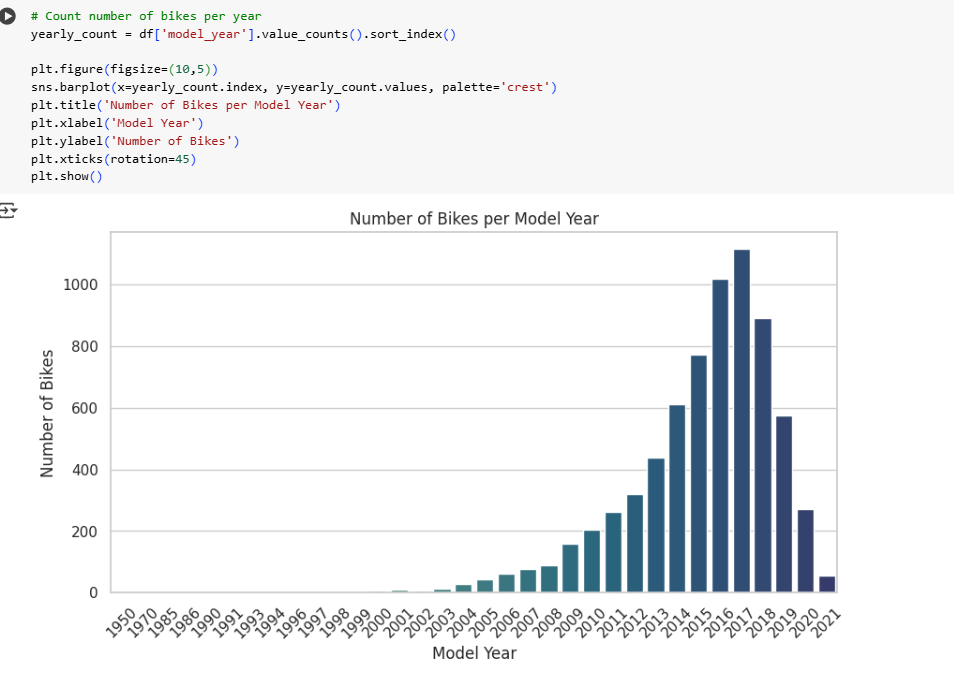 # Count number of bikes per year
yearly_count = df['model_year'].value_counts().sort_index()
plt.figure(figsize=(10,5))
sns.barplot(x=yearly_count.index, y=yearly_count.values, palette='crest')
plt.title('Number of Bikes per Model Year')
plt.xlabel('Model Year')
plt.ylabel('Number of Bikes')
plt.xticks(rotation=45)
plt.show()
Number of Bikes per Model Year
Number of Bikes
1000
800
600
400
200
0
1950 1970 1985 1986 1990 1991 1993 1994 1996 1997 1998 1999 2000 2001 2002 2003 2004 2005 2006 2007 2008 2009 2010 2011 2012 2013 2014 2015 2016 2017 2018 2019 2020 2021
Model Year